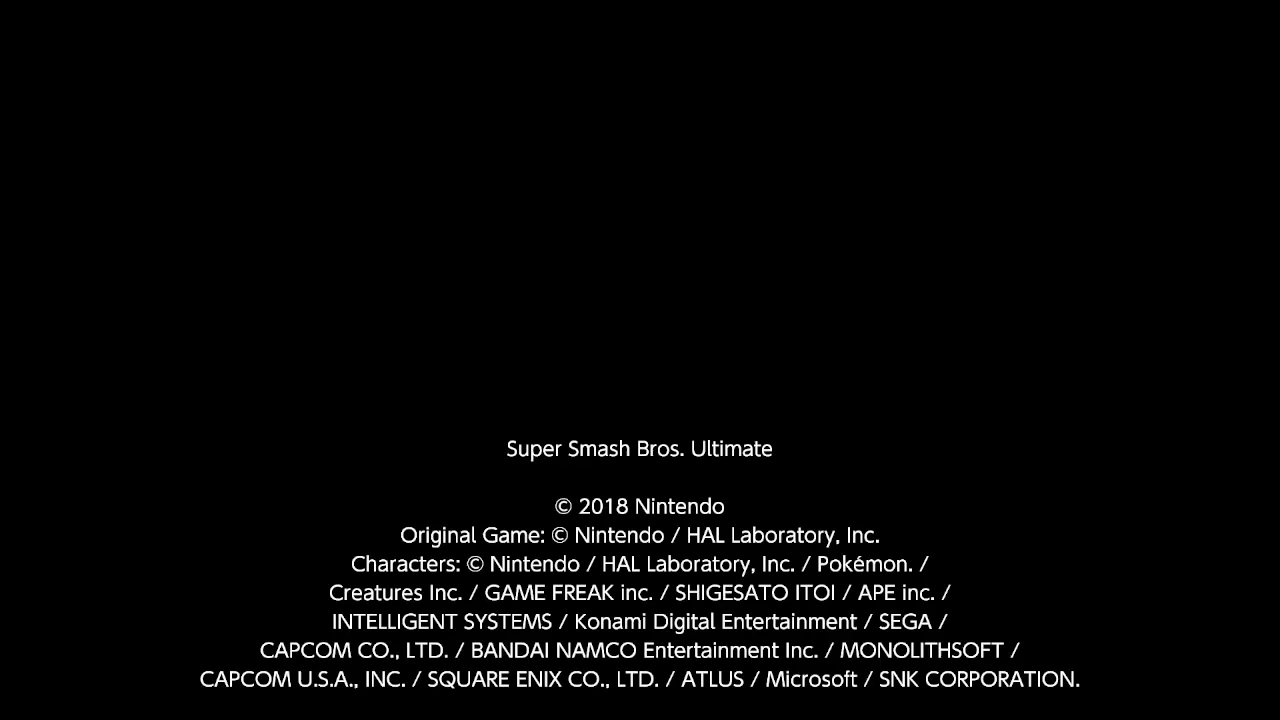 Super Smash Bros. Ultimate
© 2018 Nintendo
Original Game: © Nintendo / HAL Laboratory, Inc.
Characters: © Nintendo / HAL Laboratory, Inc. / Pokémon. /
Creatures Inc. / GAME FREAK inc. / SHIGESATO ITOI / APE inc. /
INTELLIGENT SYSTEMS / Konami Digital Entertainment / SEGA /
CAPCOM CO., LTD. / BANDAI NAMCO Entertainment Inc. / MONOLITHSOFT /
CAPCOM U.S.A., INC. / SQUARE ENIX CO., LTD. / ATLUS / Microsoft / SNK CORPORATION.